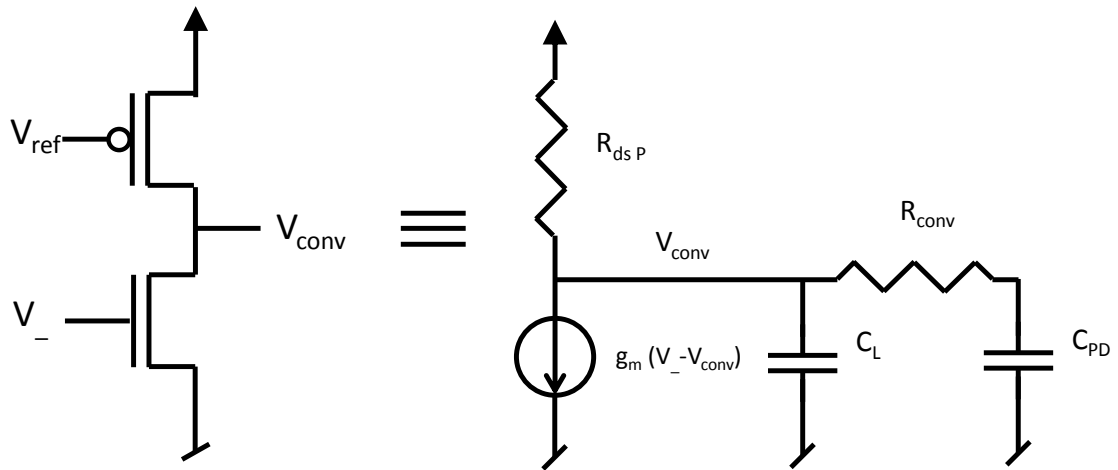 V_ref
V_conv
V_–
R_ds P
V_conv
R_conv
g_m (V_–-V_conv)
C_L
C_PD